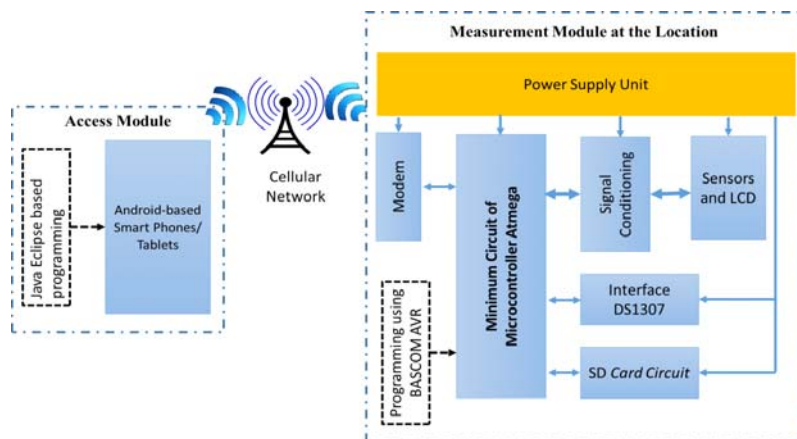 Measurement Module at the Location
Power Supply Unit
Access Module
Java Eclipse based
programming
Android-based
Smart Phones/
Tablets
Cellular
Network
Modem
Minimum Circuit of
Microcontroller Atmega
Signal
Conditioning
Sensors
and LCD
Interface
DS1307
Programming using
BASCOM AVR
SD Card Circuit